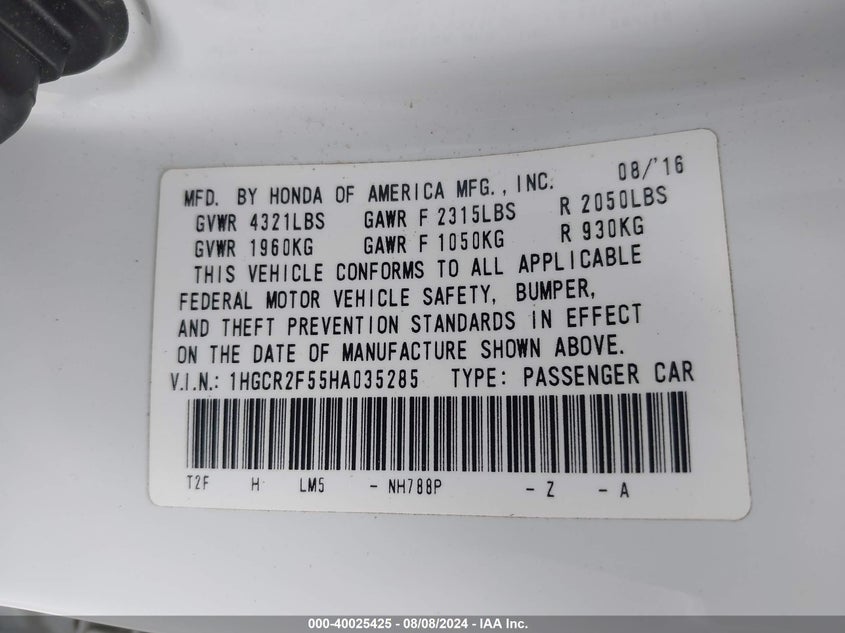 MFD. BY HONDA OF AMERICA MFG., INC. 08/'16
GVWR 4321LBS GAWR F 2315LBS R 2050LBS
GVWR 1960KG GAWR F 1050KG R 930KG
THIS VEHICLE CONFORMS TO ALL APPLICABLE
FEDERAL MOTOR VEHICLE SAFETY, BUMPER,
AND THEFT PREVENTION STANDARDS IN EFFECT
ON THE DATE OF MANUFACTURE SHOWN ABOVE.
V.I.N.: 1HGCR2F55HA035285 TYPE: PASSENGER CAR
T2F H LM5 - NH788P - Z - A
000-40025425 - 08/08/2024 - IAA Inc.